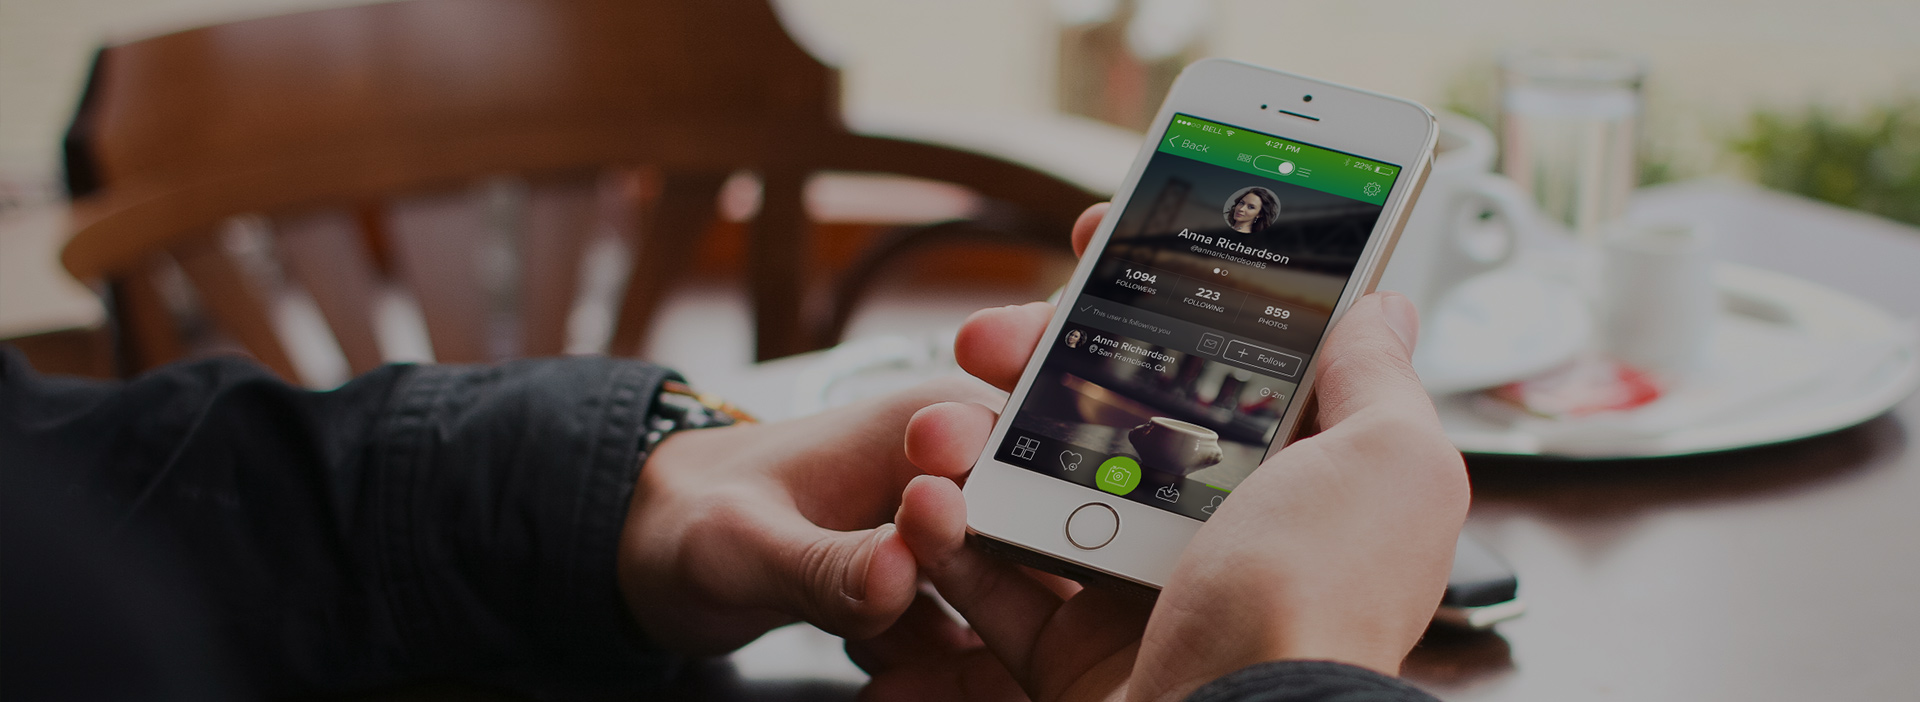 BELL 4:21 PM 22%
Back
Anna Richardson
@annarichardson85
1,094 223 859
FOLLOWERS FOLLOWING PHOTOS
This user is following you
+ Follow
Anna Richardson
San Francisco, CA
2m